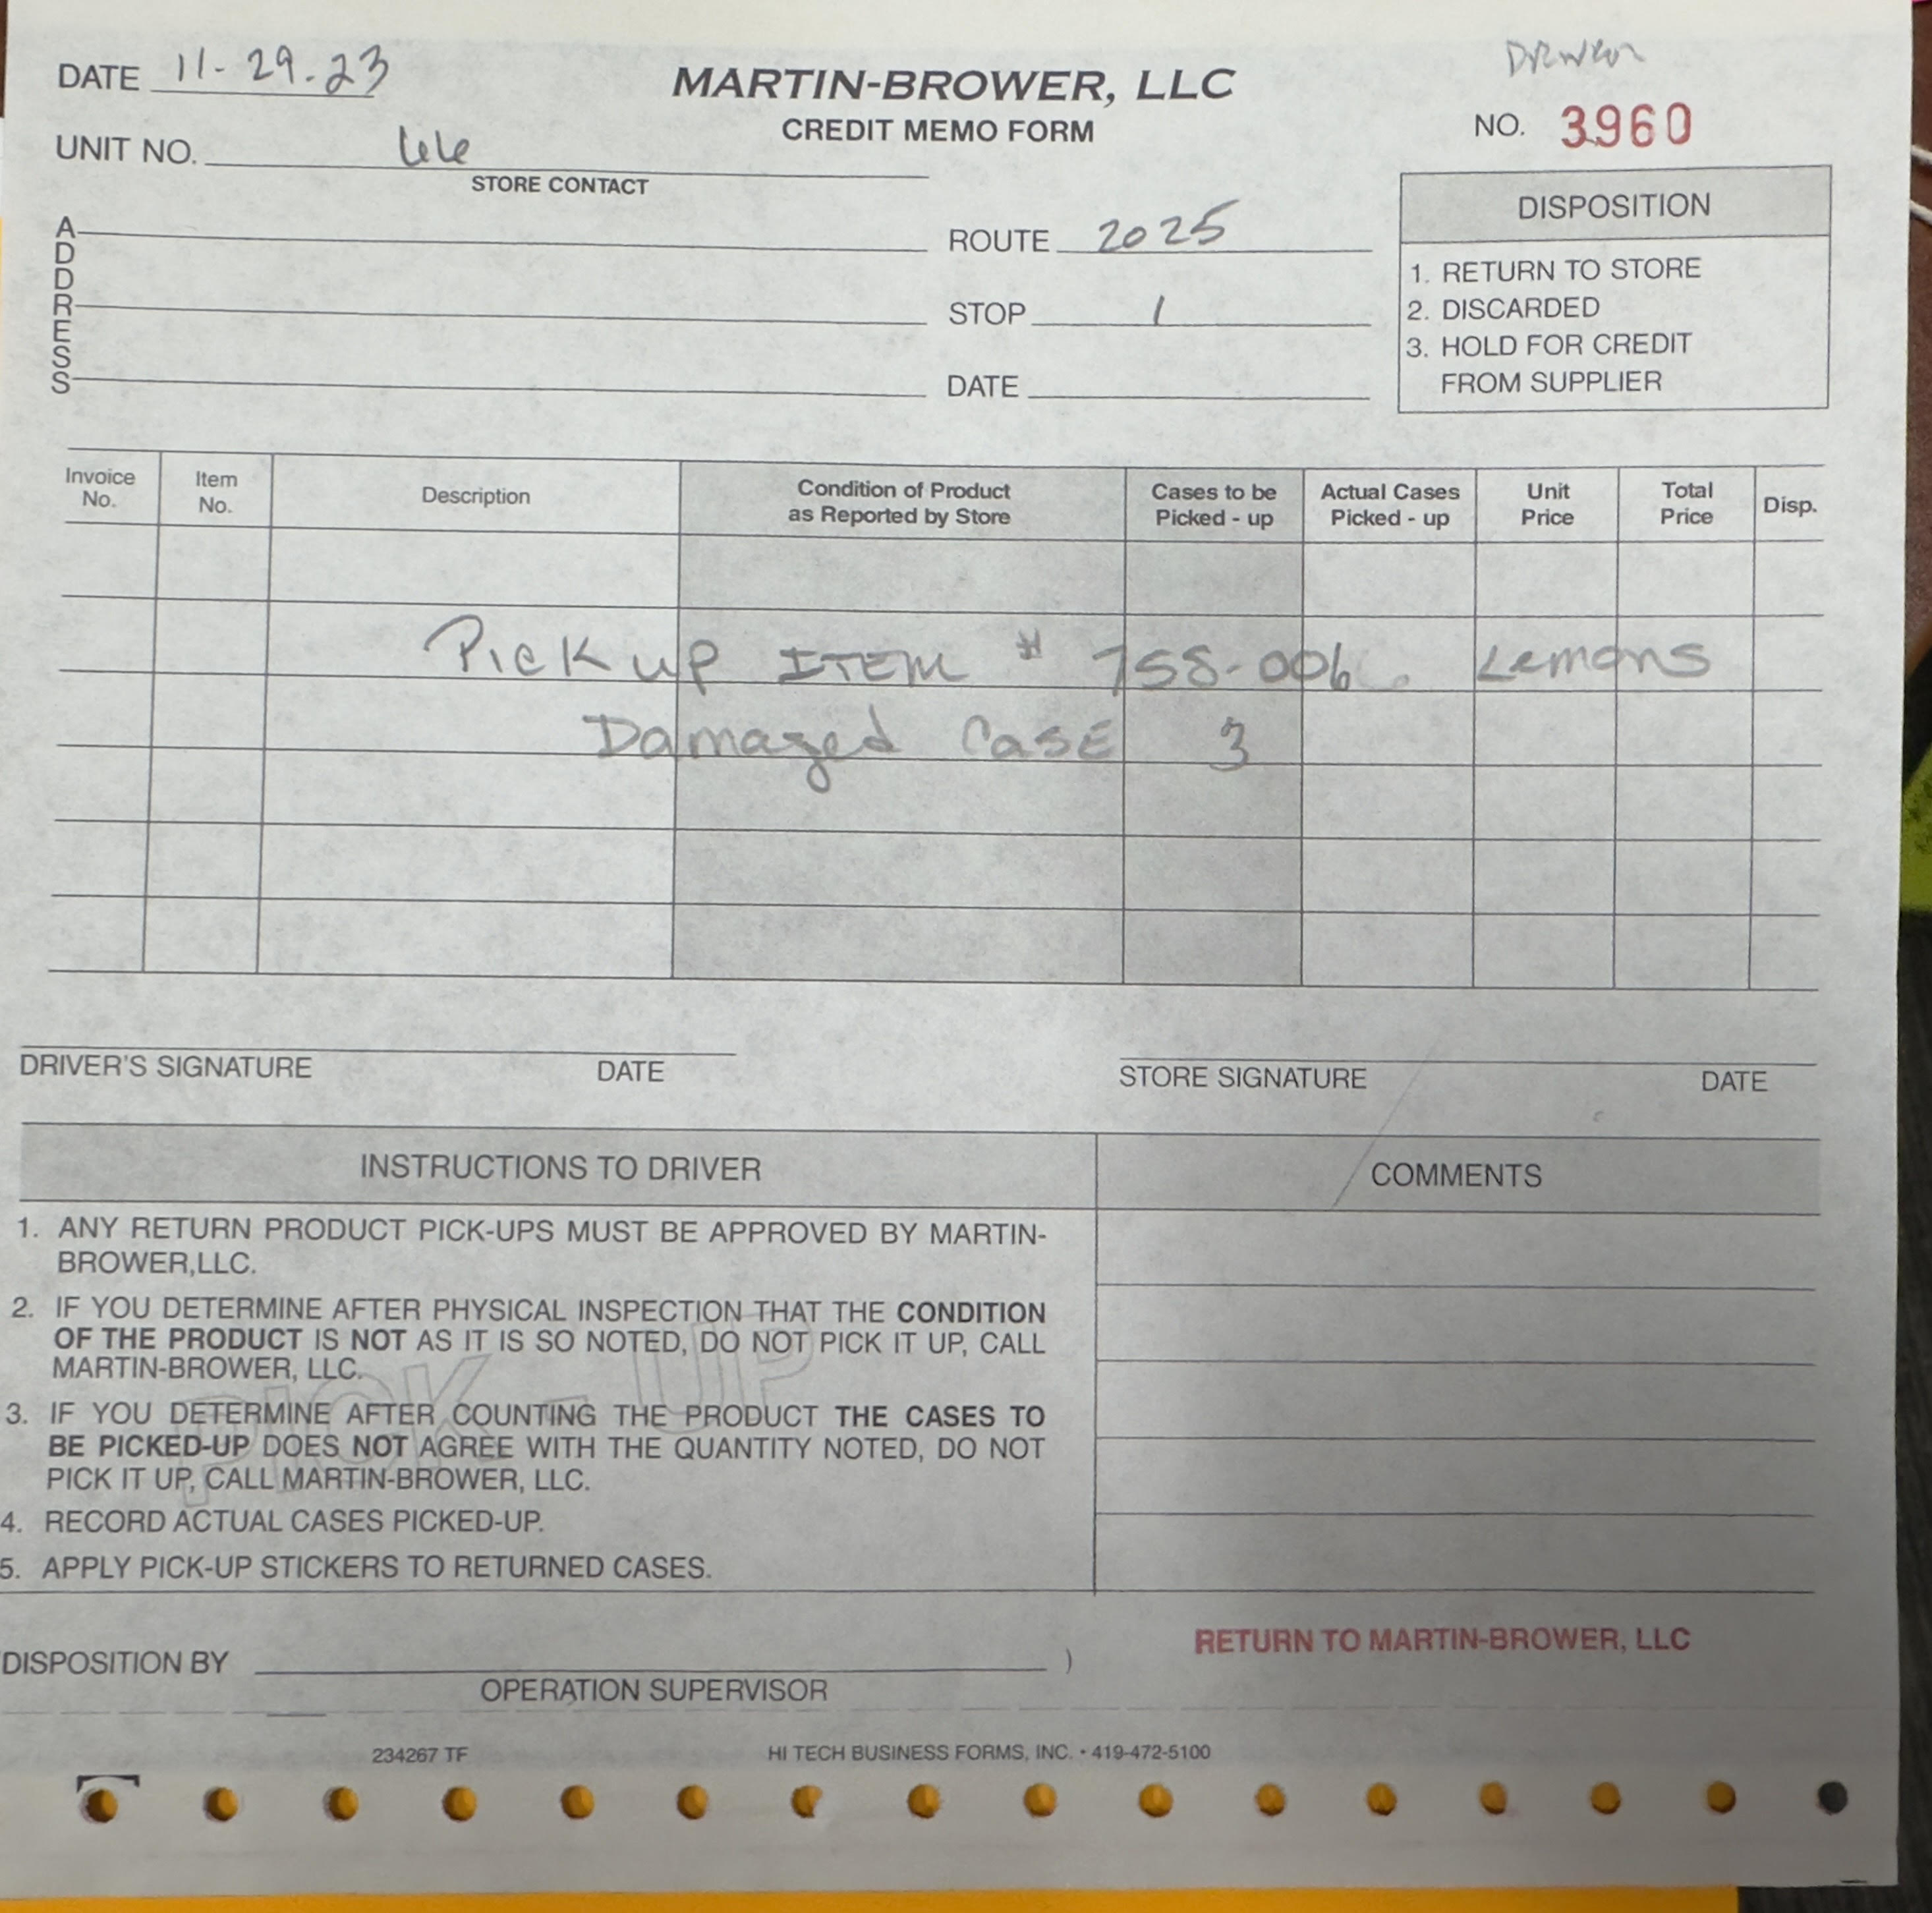 DATE 11-29-23
MARTIN-BROWER, LLC
CREDIT MEMO FORM
NO. 3960
UNIT NO.
STORE CONTACT
ADDRESS
ROUTE 2025
STOP 1
DATE
DISPOSITION
1. RETURN TO STORE
2. DISCARDED
3. HOLD FOR CREDIT
FROM SUPPLIER
Invoice No.
Item No.
Description
Condition of Product as Reported by Store
Cases to be Picked - up
Actual Cases Picked - up
Unit Price
Total Price
Disp.
Pick up ITEM # 758-006. Lemons
Damaged Case 3
DRIVER'S SIGNATURE DATE
STORE SIGNATURE DATE
INSTRUCTIONS TO DRIVER
1. ANY RETURN PRODUCT PICK-UPS MUST BE APPROVED BY MARTIN-
BROWER,LLC.
2. IF YOU DETERMINE AFTER PHYSICAL INSPECTION THAT THE CONDITION
OF THE PRODUCT IS NOT AS IT IS SO NOTED, DO NOT PICK IT UP, CALL
MARTIN-BROWER, LLC.
3. IF YOU DETERMINE AFTER COUNTING THE PRODUCT THE CASES TO
BE PICKED-UP DOES NOT AGREE WITH THE QUANTITY NOTED, DO NOT
PICK IT UP, CALL MARTIN-BROWER, LLC.
4. RECORD ACTUAL CASES PICKED-UP.
5. APPLY PICK-UP STICKERS TO RETURNED CASES.
PICK-UP
COMMENTS
DISPOSITION BY )
OPERATION SUPERVISOR
RETURN TO MARTIN-BROWER, LLC
234267 TF
HI TECH BUSINESS FORMS, INC. • 419-472-5100